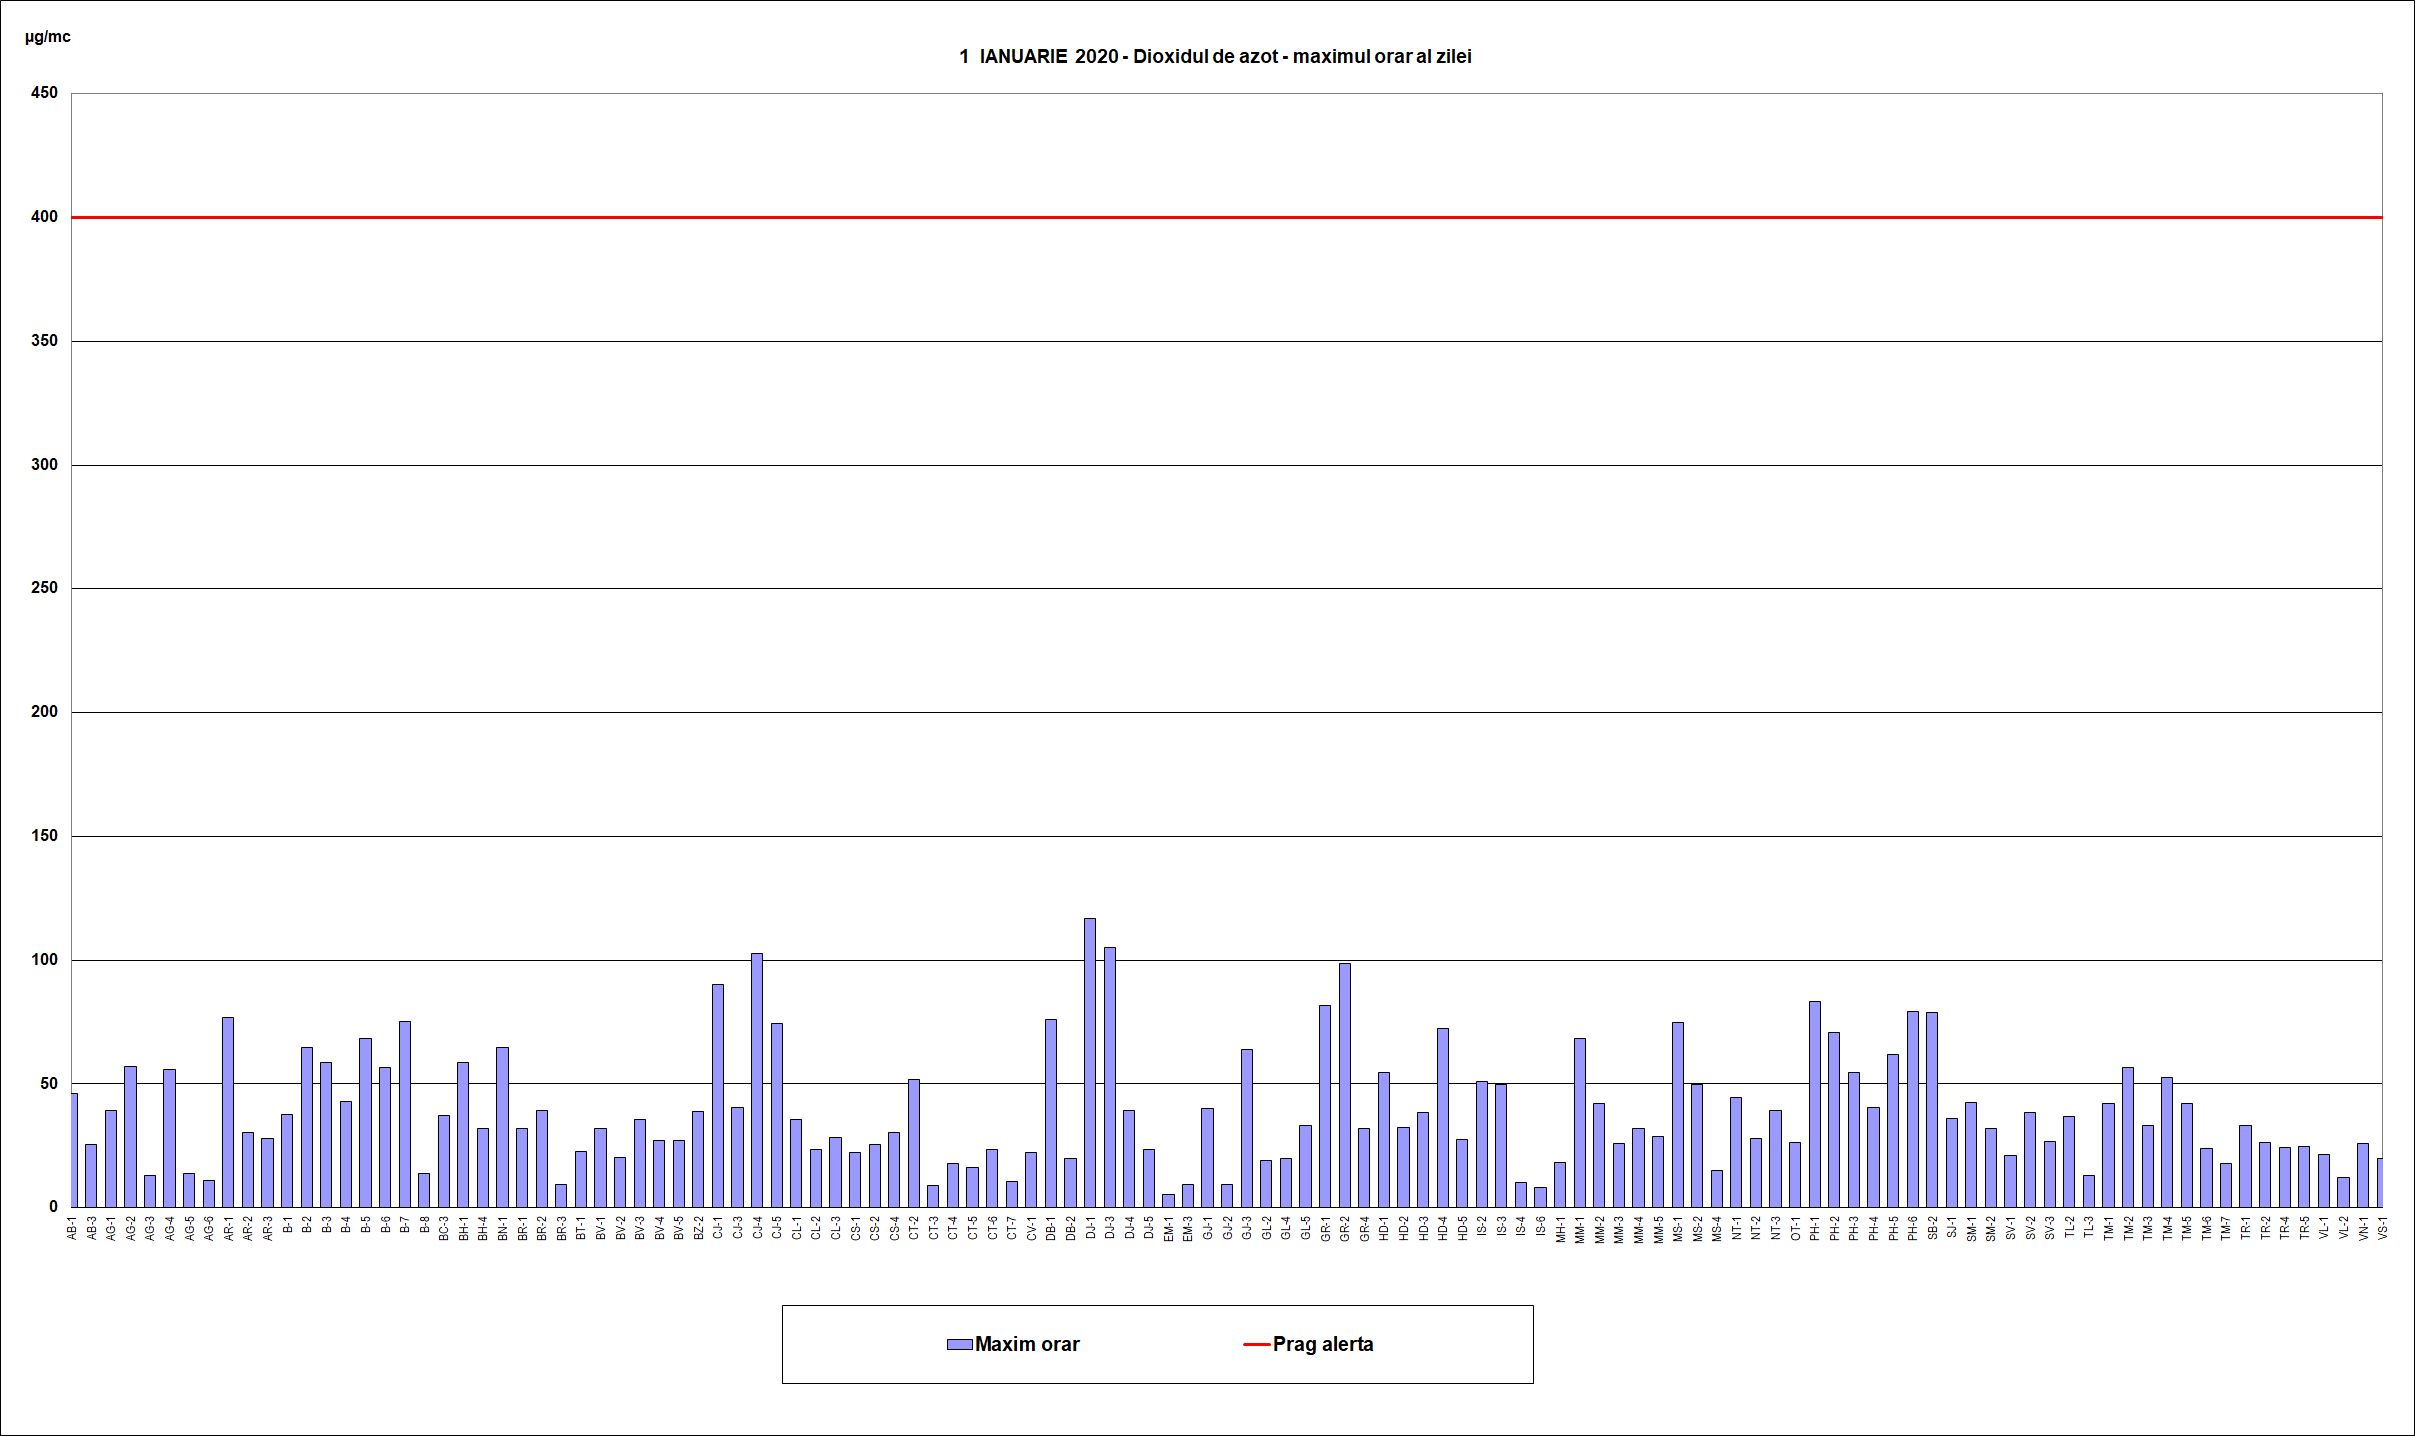 µg/mc
1 IANUARIE 2020 - Dioxidul de azot - maximul orar al zilei
450
400
350
300
250
200
150
100
50
0
AB-1 AB-3 AG-1 AG-2 AG-3 AG-4 AG-5 AG-6 AR-1 AR-2 AR-3 B-1 B-2 B-3 B-4 B-5 B-6 B-7 B-8 BC-3 BH-1 BH-4 BN-1 BR-1 BR-2 BR-3 BT-1 BV-1 BV-2 BV-3 BV-4 BV-5 BZ-2 CJ-1 CJ-3 CJ-4 CJ-5 CL-1 CL-2 CL-3 CS-1 CS-2 CS-4 CT-2 CT-3 CT-4 CT-5 CT-6 CT-7 CV-1 DB-1 DB-2 DJ-1 DJ-3 DJ-4 DJ-5 EM-1 EM-3 GJ-1 GJ-2 GJ-3 GL-2 GL-4 GL-5 GR-1 GR-2 GR-4 HD-1 HD-2 HD-3 HD-4 HD-5 IS-2 IS-3 IS-4 IS-6 MH-1 MM-1 MM-2 MM-3 MM-4 MM-5 MS-1 MS-2 MS-4 NT-1 NT-2 NT-3 OT-1 PH-1 PH-2 PH-3 PH-4 PH-5 PH-6 SB-2 SJ-1 SM-1 SM-2 SV-1 SV-2 SV-3 TL-2 TL-3 TM-1 TM-2 TM-3 TM-4 TM-5 TM-6 TM-7 TR-1 TR-2 TR-4 TR-5 VL-1 VL-2 VN-1 VS-1
Maxim orar
Prag alerta